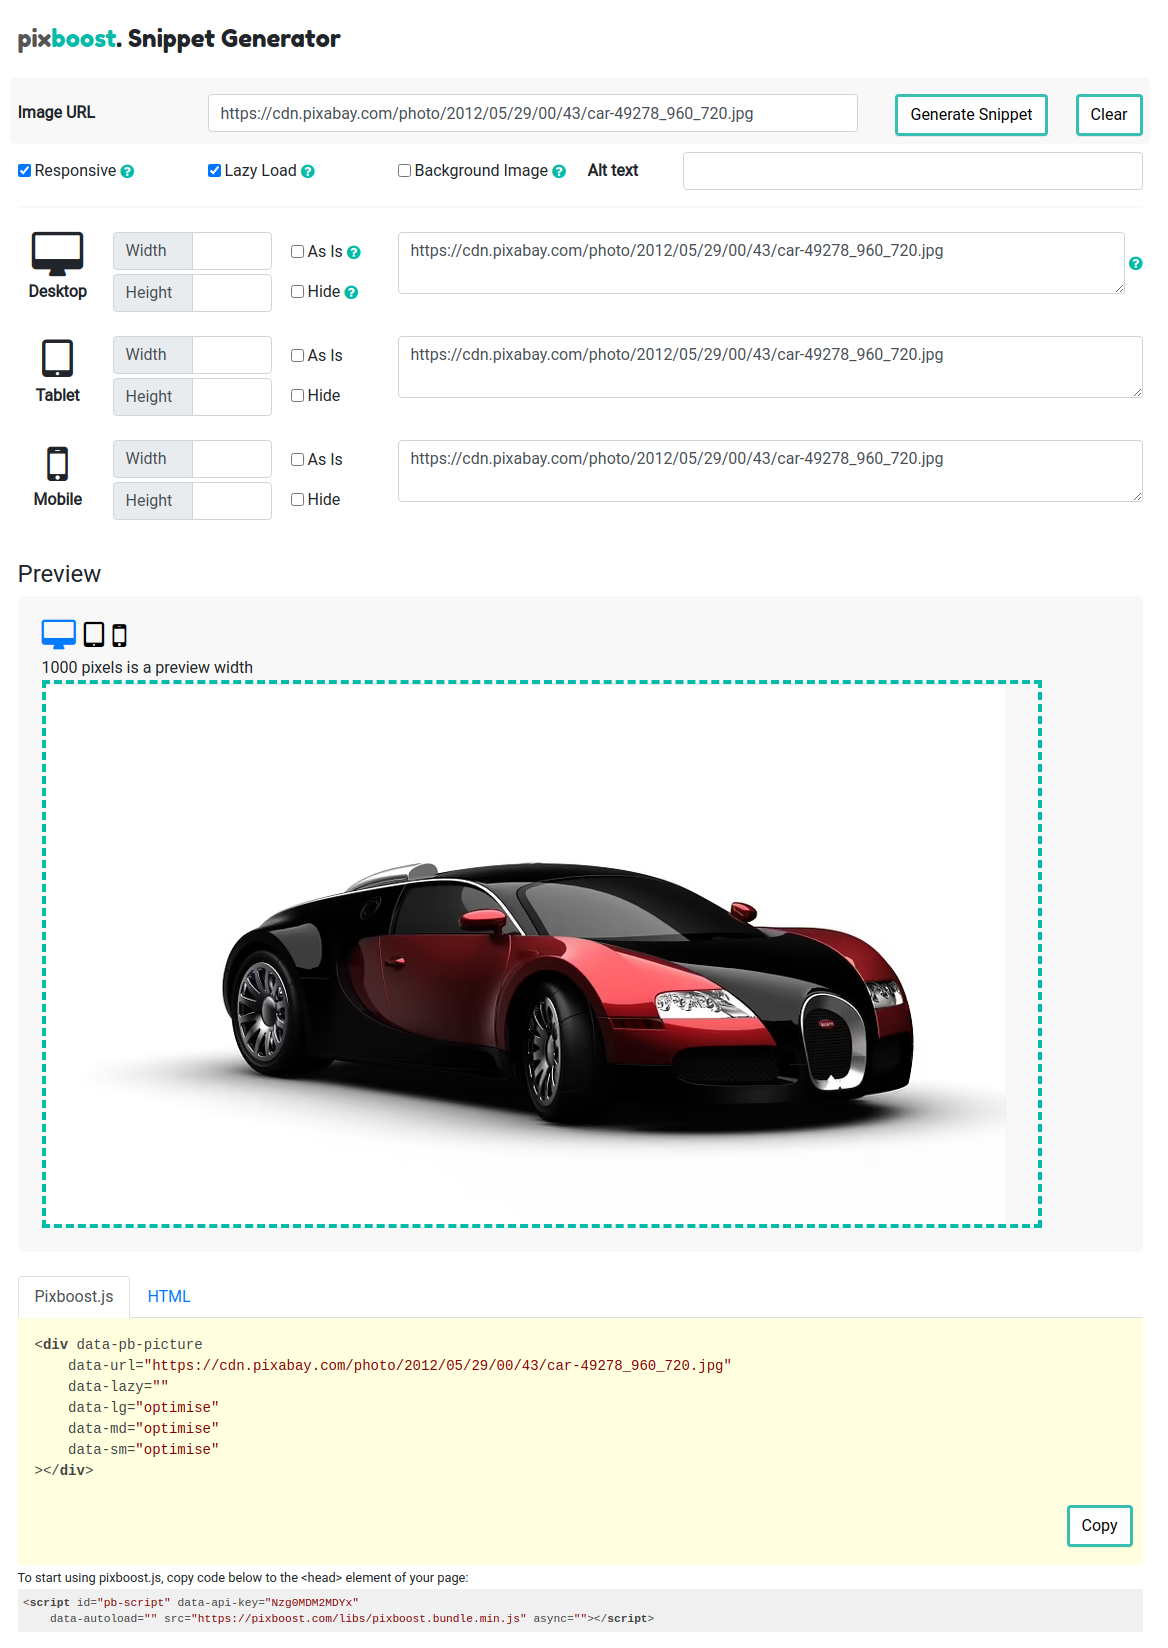 pixboost. Snippet Generator
Image URL
https://cdn.pixabay.com/photo/2012/05/29/00/43/car-49278_960_720.jpg
Generate Snippet
Clear
Responsive
Lazy Load
Background Image
Alt text
Desktop
Width
Height
As Is
Hide
https://cdn.pixabay.com/photo/2012/05/29/00/43/car-49278_960_720.jpg
Tablet
Width
Height
As Is
Hide
https://cdn.pixabay.com/photo/2012/05/29/00/43/car-49278_960_720.jpg
Mobile
Width
Height
As Is
Hide
https://cdn.pixabay.com/photo/2012/05/29/00/43/car-49278_960_720.jpg
Preview
1000 pixels is a preview width
Pixboost.js
HTML
<div data-pb-picture
data-url="https://cdn.pixabay.com/photo/2012/05/29/00/43/car-49278_960_720.jpg"
data-lazy=""
data-lg="optimise"
data-md="optimise"
data-sm="optimise"
></div>
Copy
To start using pixboost.js, copy code below to the <head> element of your page:
<script id="pb-script" data-api-key="Nzg0MDM2MDYx"
data-autoload="" src="https://pixboost.com/libs/pixboost.bundle.min.js" async=""></script>